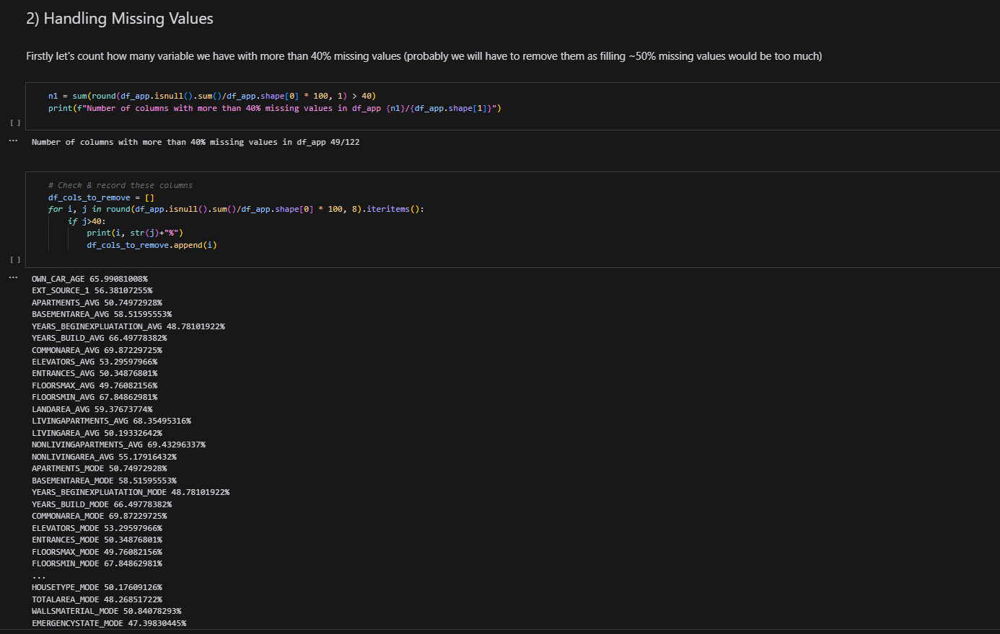 2) Handling Missing Values
Firstly let's count how many variable we have with more than 40% missing values (probably we will have to remove them as filling ~50% missing values would be too much)
n1 = sum(round(df_app.isnull().sum()/df_app.shape[0] * 100, 1) > 40)
print(f"Number of columns with more than 40% missing values in df_app {n1}/{df_app.shape[1]}")
[ ]
...
Number of columns with more than 40% missing values in df_app 49/122
# Check & record these columns
df_cols_to_remove = []
for i, j in round(df_app.isnull().sum()/df_app.shape[0] * 100, 8).iteritems():
    if j>40:
        print(i, str(j)+"%")
        df_cols_to_remove.append(i)
[ ]
...
OWN_CAR_AGE 65.99081008%
EXT_SOURCE_1 56.38107255%
APARTMENTS_AVG 50.74972928%
BASEMENTAREA_AVG 58.51595553%
YEARS_BEGINEXPLUATATION_AVG 48.78101922%
YEARS_BUILD_AVG 66.49778382%
COMMONAREA_AVG 69.87229725%
ELEVATORS_AVG 53.29597966%
ENTRANCES_AVG 50.34876801%
FLOORSMAX_AVG 49.76082156%
FLOORSMIN_AVG 67.84862981%
LANDAREA_AVG 59.37673774%
LIVINGAPARTMENTS_AVG 68.35495316%
LIVINGAREA_AVG 50.19332642%
NONLIVINGAPARTMENTS_AVG 69.43296337%
NONLIVINGAREA_AVG 55.17916432%
APARTMENTS_MODE 50.74972928%
BASEMENTAREA_MODE 58.51595553%
YEARS_BEGINEXPLUATATION_MODE 48.78101922%
YEARS_BUILD_MODE 66.49778382%
COMMONAREA_MODE 69.87229725%
ELEVATORS_MODE 53.29597966%
ENTRANCES_MODE 50.34876801%
FLOORSMAX_MODE 49.76082156%
FLOORSMIN_MODE 67.84862981%
...
HOUSETYPE_MODE 50.17609126%
TOTALAREA_MODE 48.26851722%
WALLSMATERIAL_MODE 50.84078293%
EMERGENCYSTATE_MODE 47.39830445%